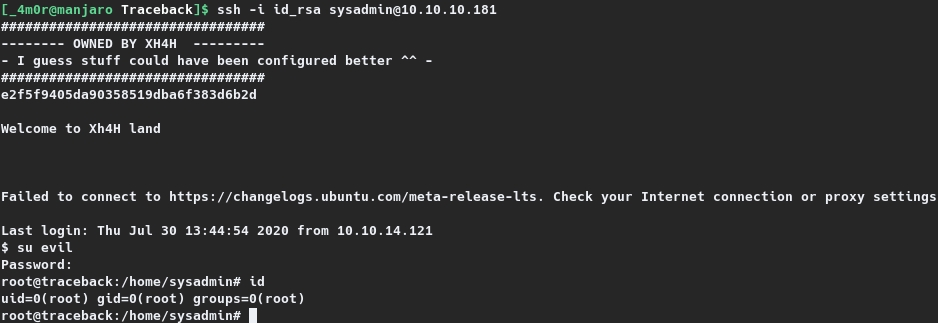 [_4m0r@manjaro Traceback]$ ssh -i id_rsa sysadmin@10.10.10.181
#################################
-------- OWNED BY XH4H  ---------
- I guess stuff could have been configured better ^^ -
#################################
e2f5f9405da90358519dba6f383d6b2d
Welcome to Xh4H land
Failed to connect to https://changelogs.ubuntu.com/meta-release-lts. Check your Internet connection or proxy settings
Last login: Thu Jul 30 13:44:54 2020 from 10.10.14.121
$ su evil
Password:
root@traceback:/home/sysadmin# id
uid=0(root) gid=0(root) groups=0(root)
root@traceback:/home/sysadmin#